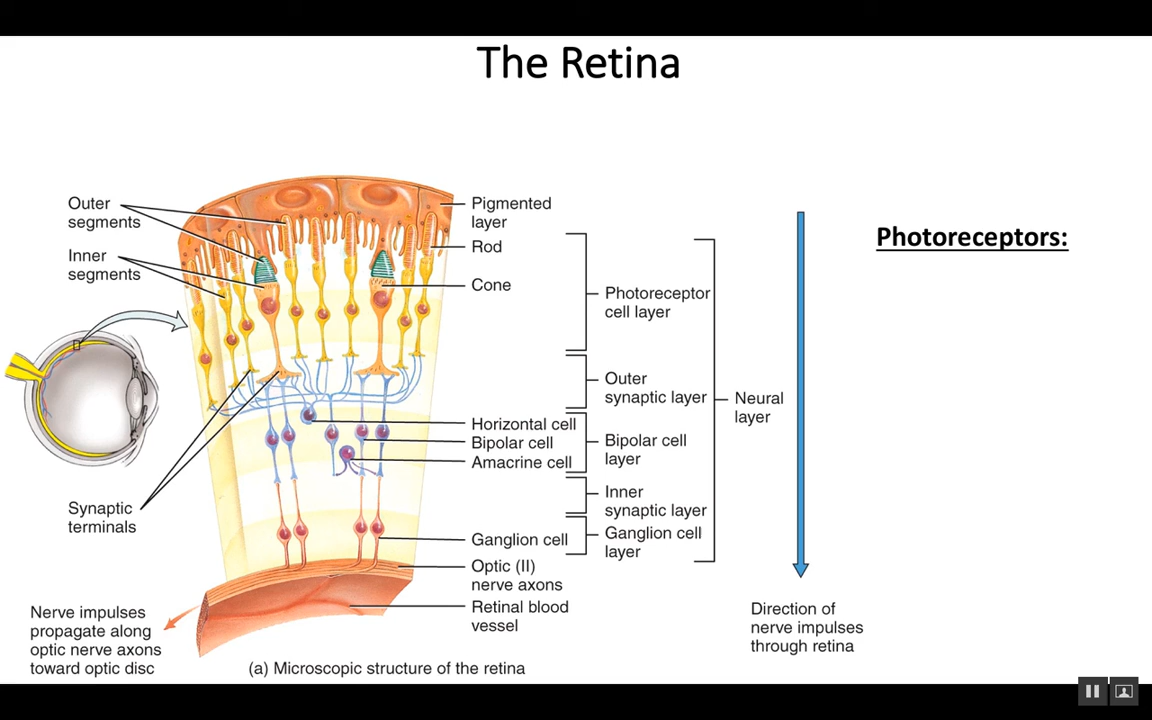 The Retina
Outer
segments
Inner
segments
Synaptic
terminals
Nerve impulses
propagate along
optic nerve axons
toward optic disc
Pigmented
layer
Rod
Cone
Horizontal cell
Bipolar cell
Amacrine cell
Ganglion cell
Optic (II)
nerve axons
Retinal blood
vessel
(a) Microscopic structure of the retina
Photoreceptor
cell layer
Outer
synaptic layer
Bipolar cell
layer
Inner
synaptic layer
Ganglion cell
layer
Neural
layer
Direction of
nerve impulses
through retina
Photoreceptors: